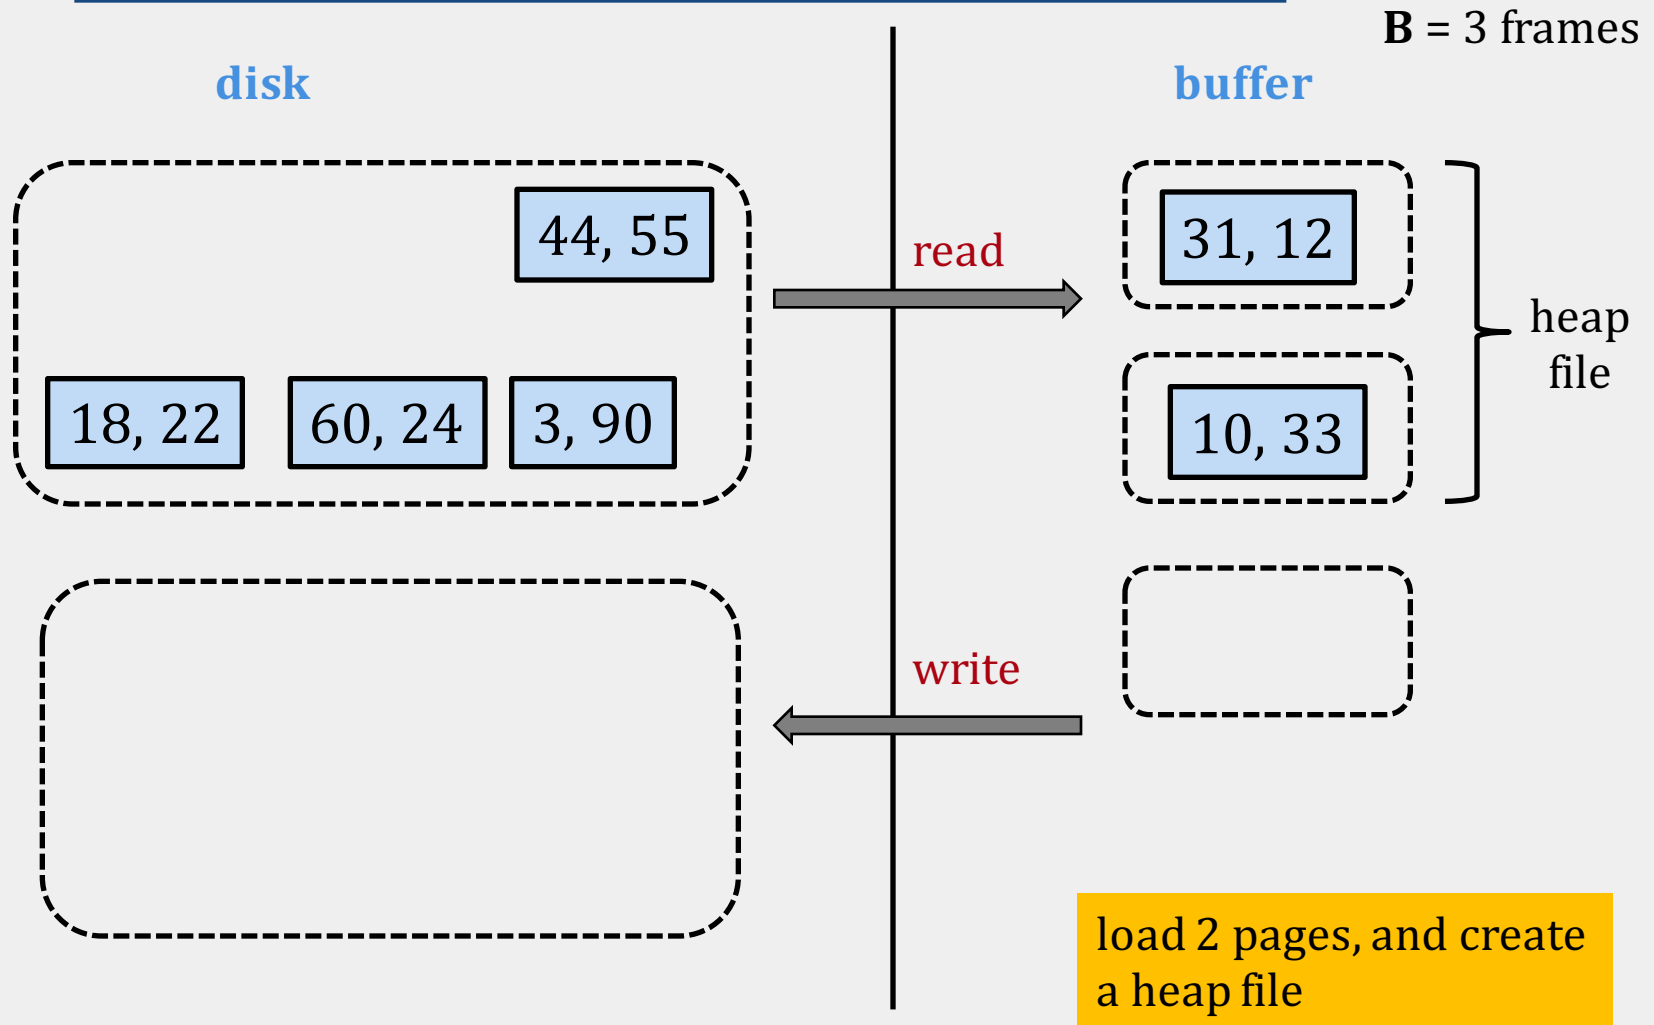 B = 3 frames
disk
buffer
44, 55
read
31, 12
heap
file
18, 22
60, 24
3, 90
10, 33
write
load 2 pages, and create
a heap file